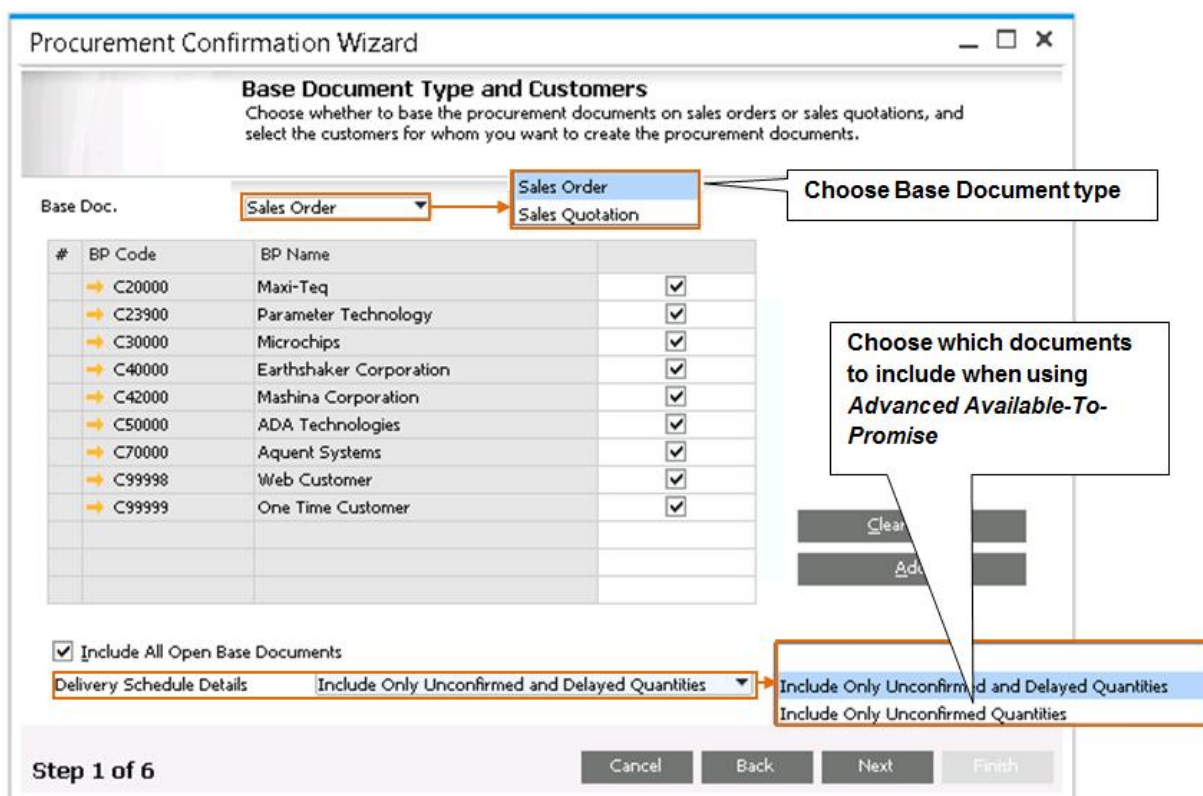 Procurement Confirmation Wizard
Base Document Type and Customers
Choose whether to base the procurement documents on sales orders or sales quotations, and
select the customers for whom you want to create the procurement documents.
Base Doc.
Sales Order
Sales Order
Sales Quotation
Choose Base Document type
# BP Code BP Name
C20000 Maxi-Teq
C23900 Parameter Technology
C30000 Microchips
C40000 Earthshaker Corporation
C42000 Mashina Corporation
C50000 ADA Technologies
C70000 Aquent Systems
C99998 Web Customer
C99999 One Time Customer
Choose which documents
to include when using
Advanced Available-To-
Promise
Clear
Include All Open Base Documents
Delivery Schedule Details Include Only Unconfirmed and Delayed Quantities
Include Only Unconfirmed and Delayed Quantities
Include Only Unconfirmed Quantities
Step 1 of 6
Cancel Back Next Finish